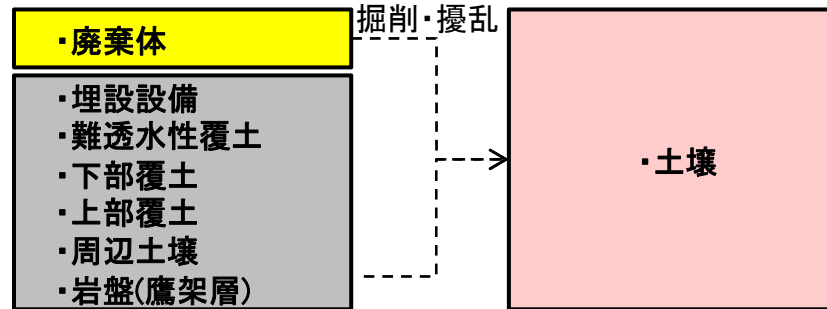 ・廃棄体
掘削・擾乱
・埋設設備
・難透水性覆土
・下部覆土
・上部覆土
・周辺土壌
・岩盤(鷹架層)
・土壌